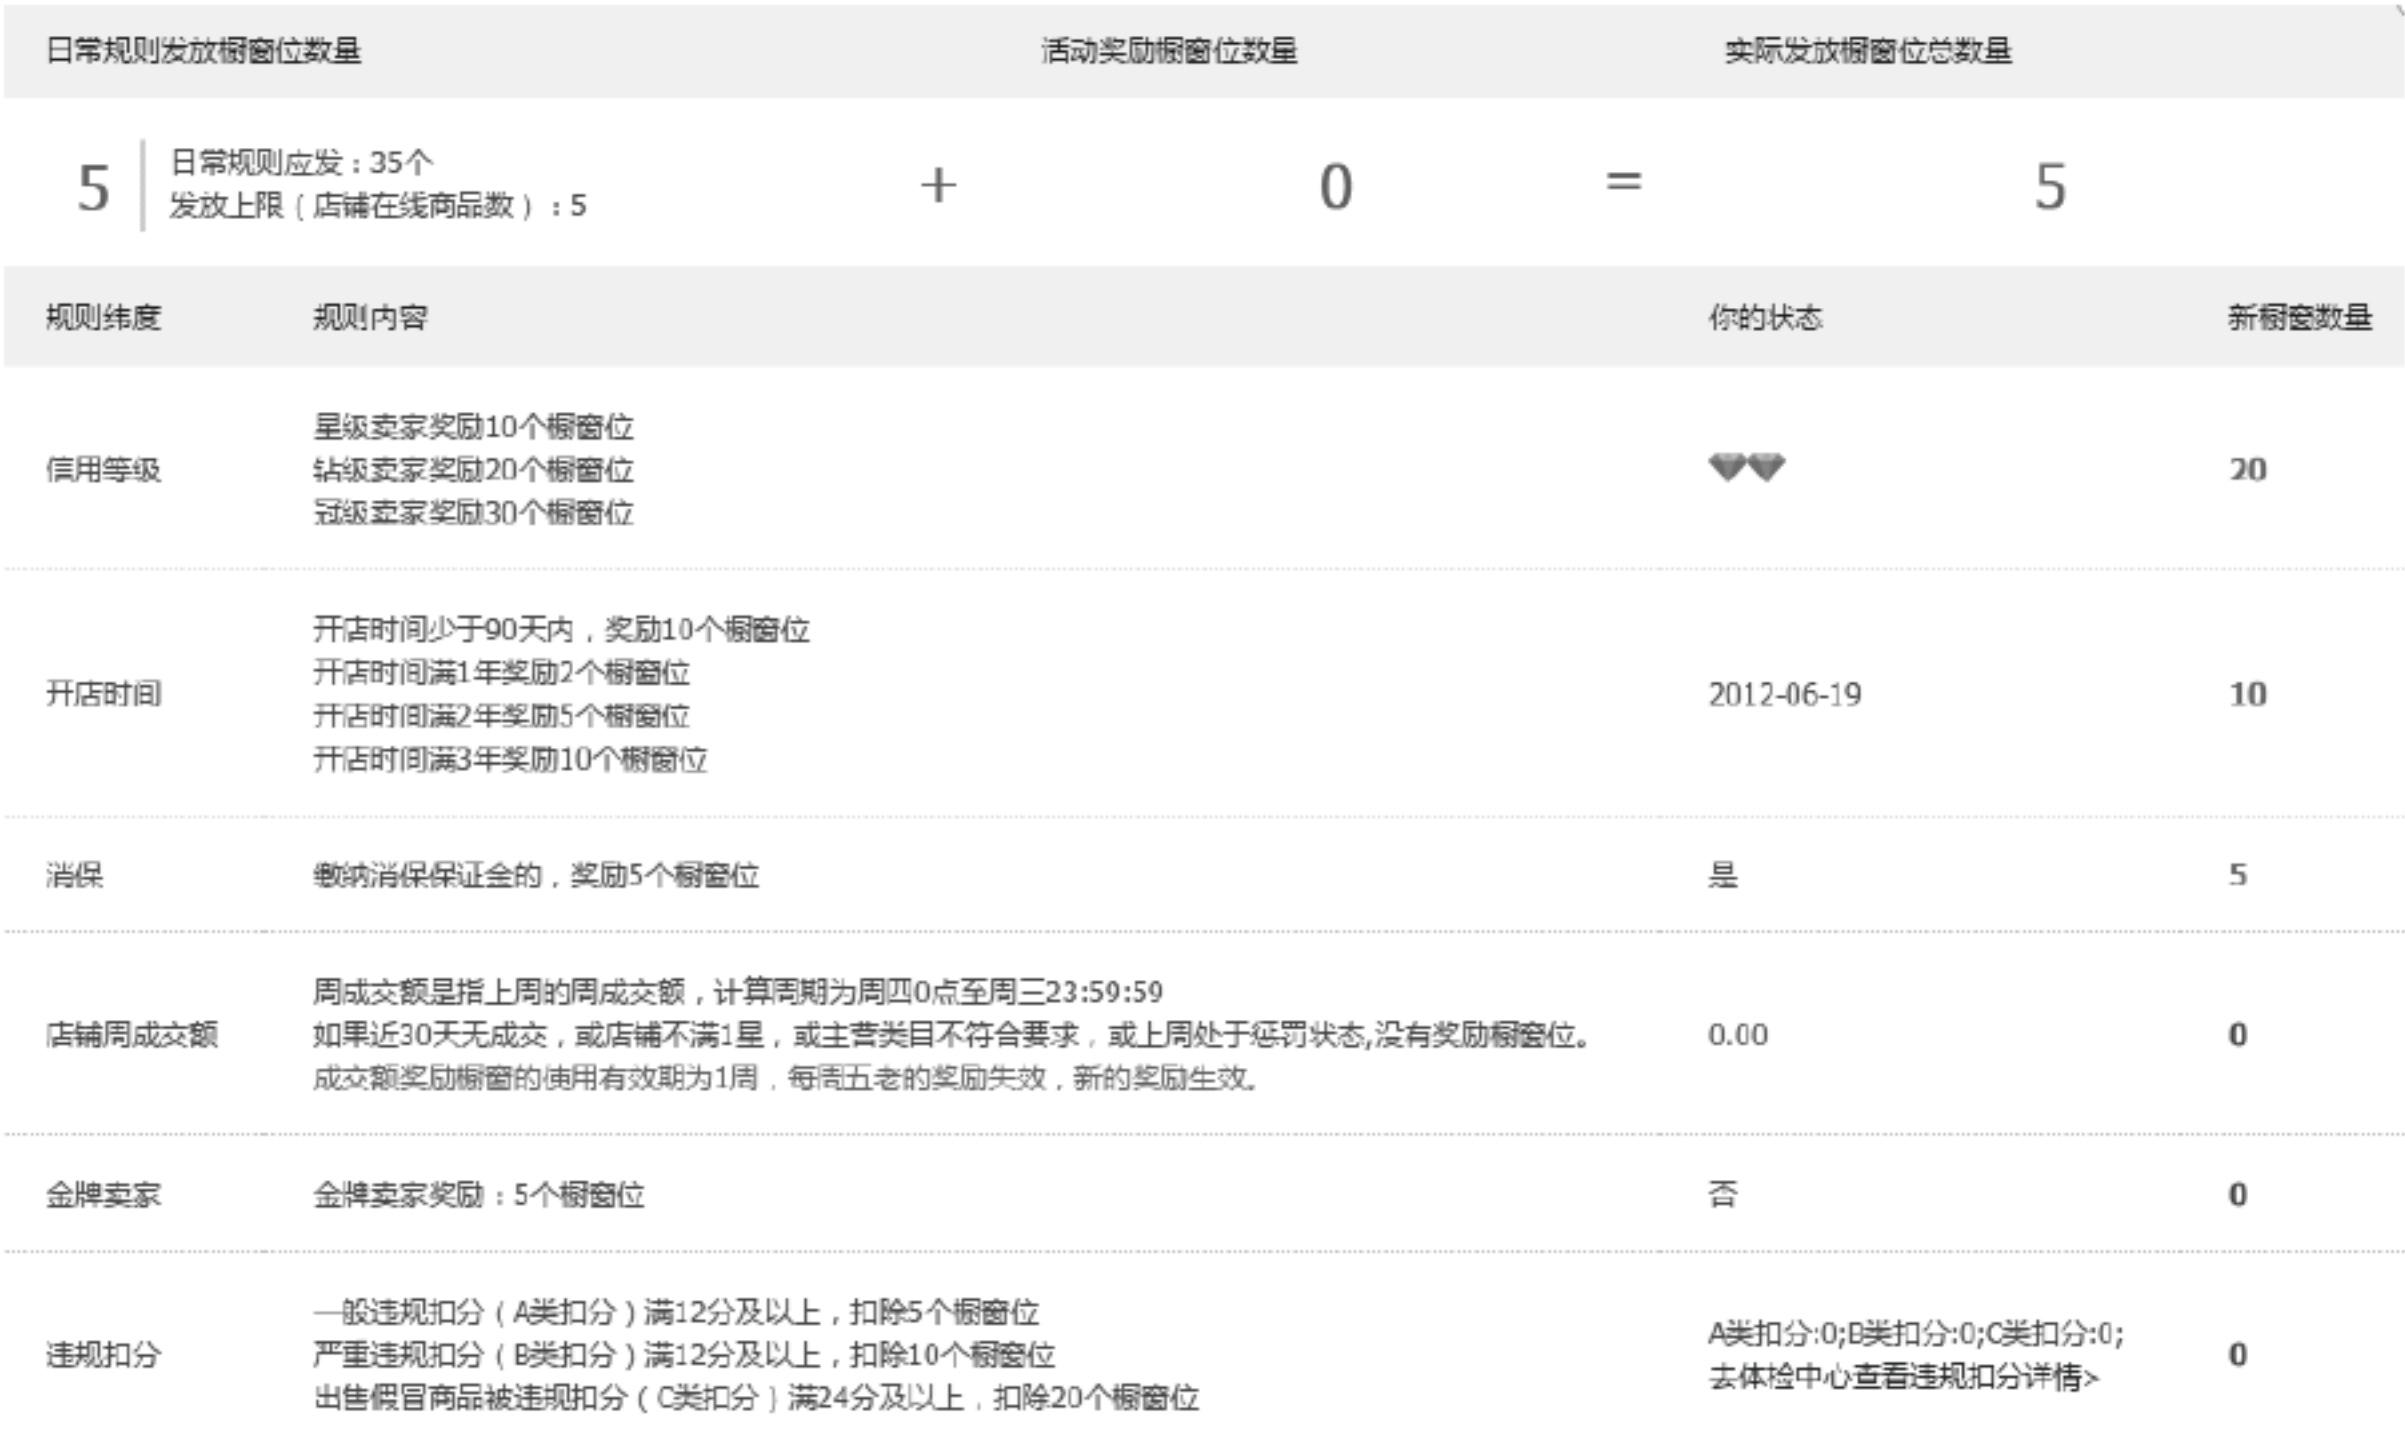 日常规则发放橱窗位数量 活动奖励橱窗位数量 实际发放橱窗位总数量
5 日常规则应发：35个
发放上限（店铺在线商品数）：5
+ 0 = 5
规则纬度 规则内容 你的状态 新橱窗数量
信用等级
星级卖家奖励10个橱窗位
钻级卖家奖励20个橱窗位
冠级卖家奖励30个橱窗位
20
开店时间
开店时间少于90天内，奖励10个橱窗位
开店时间满1年奖励2个橱窗位
开店时间满2年奖励5个橱窗位
开店时间满3年奖励10个橱窗位
2012-06-19 10
消保 缴纳消保保证金的，奖励5个橱窗位 是 5
店铺周成交额
周成交额是指上周的周成交额，计算周期为周四0点至周三23:59:59
如果近30天无成交，或店铺不满1星，或主营类目不符合要求，或上周处于惩罚状态,没有奖励橱窗位。
成交额奖励橱窗的使用有效期为1周，每周五老的奖励失效，新的奖励生效。
0.00 0
金牌卖家 金牌卖家奖励：5个橱窗位 否 0
违规扣分
一般违规扣分（A类扣分）满12分及以上，扣除5个橱窗位
严重违规扣分（B类扣分）满12分及以上，扣除10个橱窗位
出售假冒商品被违规扣分（C类扣分）满24分及以上，扣除20个橱窗位
A类扣分:0;B类扣分:0;C类扣分:0;
去体检中心查看违规扣分详情>
0